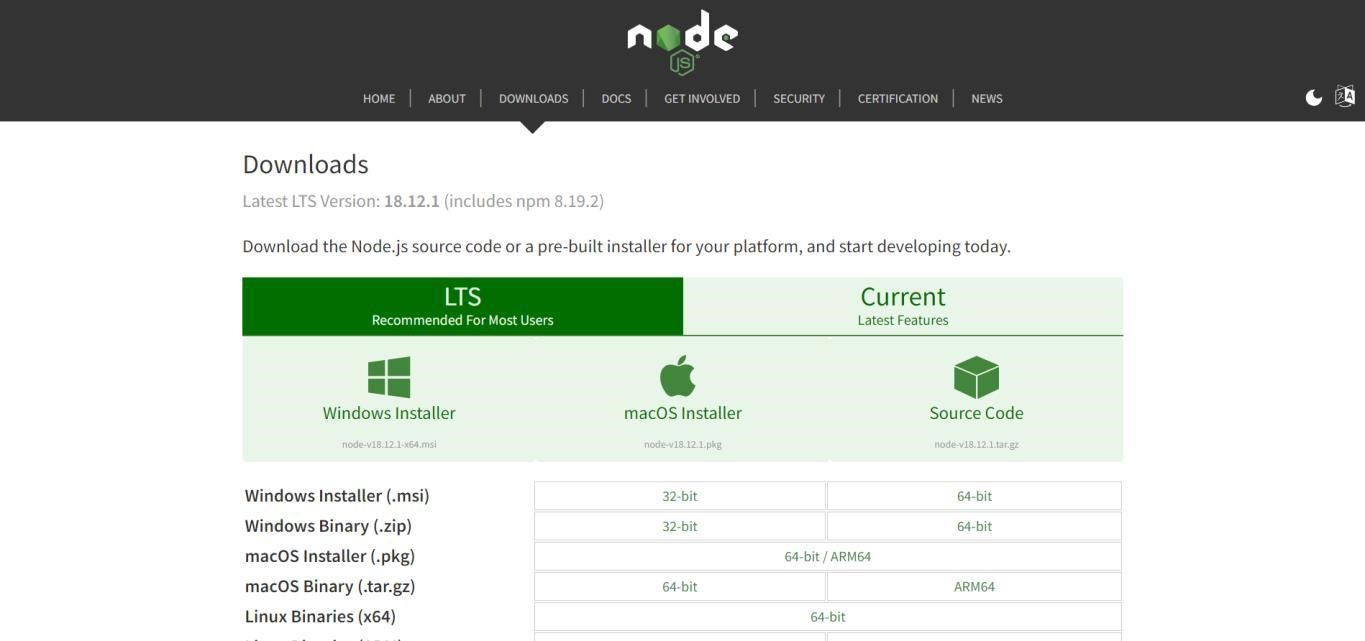 node
JS
HOME
ABOUT
DOWNLOADS
DOCS
GET INVOLVED
SECURITY
CERTIFICATION
NEWS
Downloads
Latest LTS Version: 18.12.1 (includes npm 8.19.2)
Download the Node.js source code or a pre-built installer for your platform, and start developing today.
LTS
Recommended For Most Users
Current
Latest Features
Windows Installer
node-v18.12.1-x64.msi
macOS Installer
node-v18.12.1.pkg
Source Code
node-v18.12.1.tar.gz
Windows Installer (.msi) 32-bit 64-bit
Windows Binary (.zip) 32-bit 64-bit
macOS Installer (.pkg) 64-bit / ARM64
macOS Binary (.tar.gz) 64-bit ARM64
Linux Binaries (x64) 64-bit